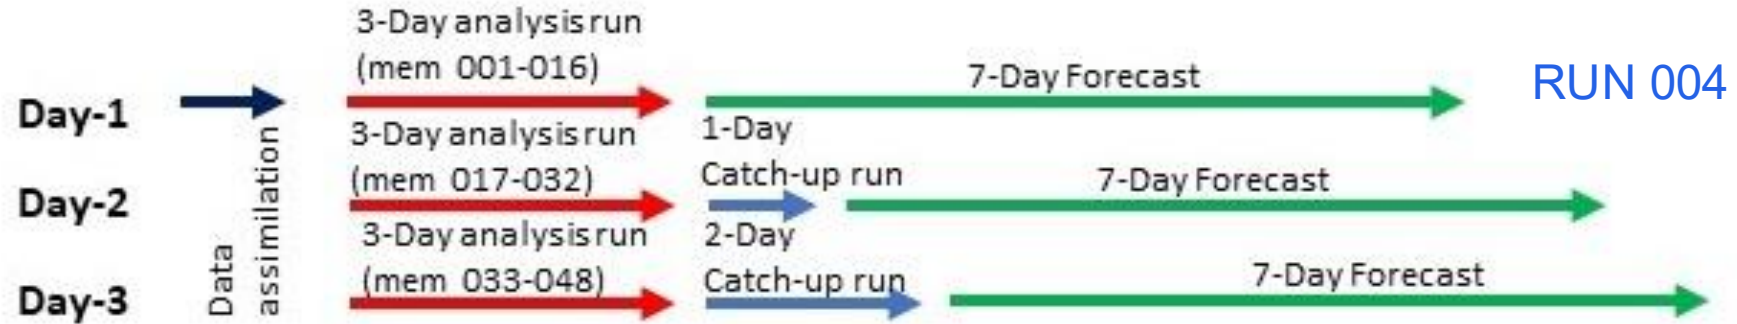 3-Day analysis run
(mem 001-016)
7-Day Forecast
RUN 004
Day-1
3-Day analysis run
(mem 017-032)
1-Day
Catch-up run
7-Day Forecast
Day-2
3-Day analysis run
(mem 033-048)
2-Day
Catch-up run
7-Day Forecast
Day-3
Data
assimilation